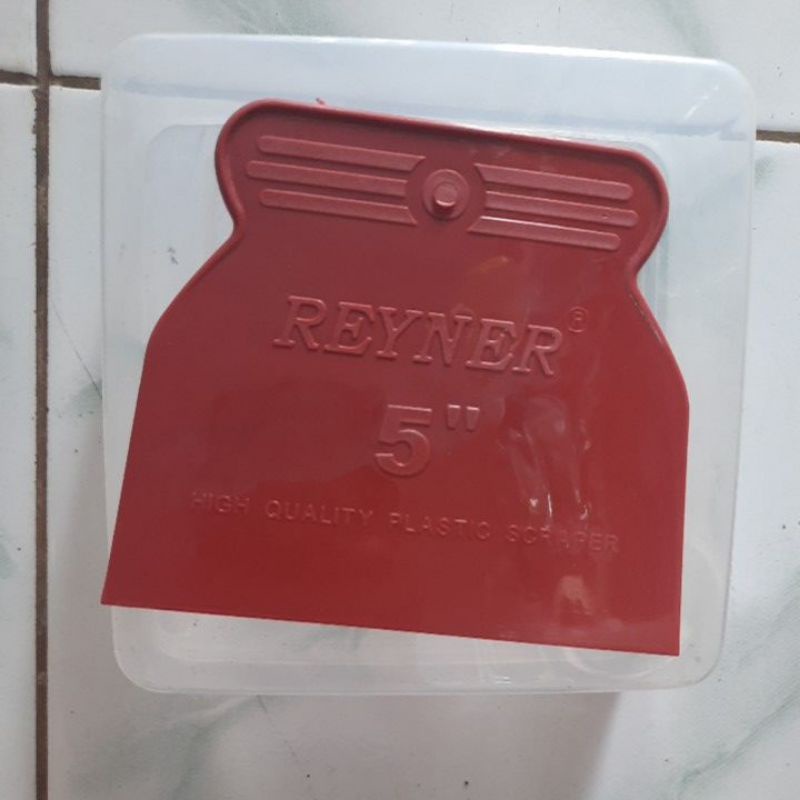 REYNER®
5"
HIGH QUALITY PLASTIC SCRAPER